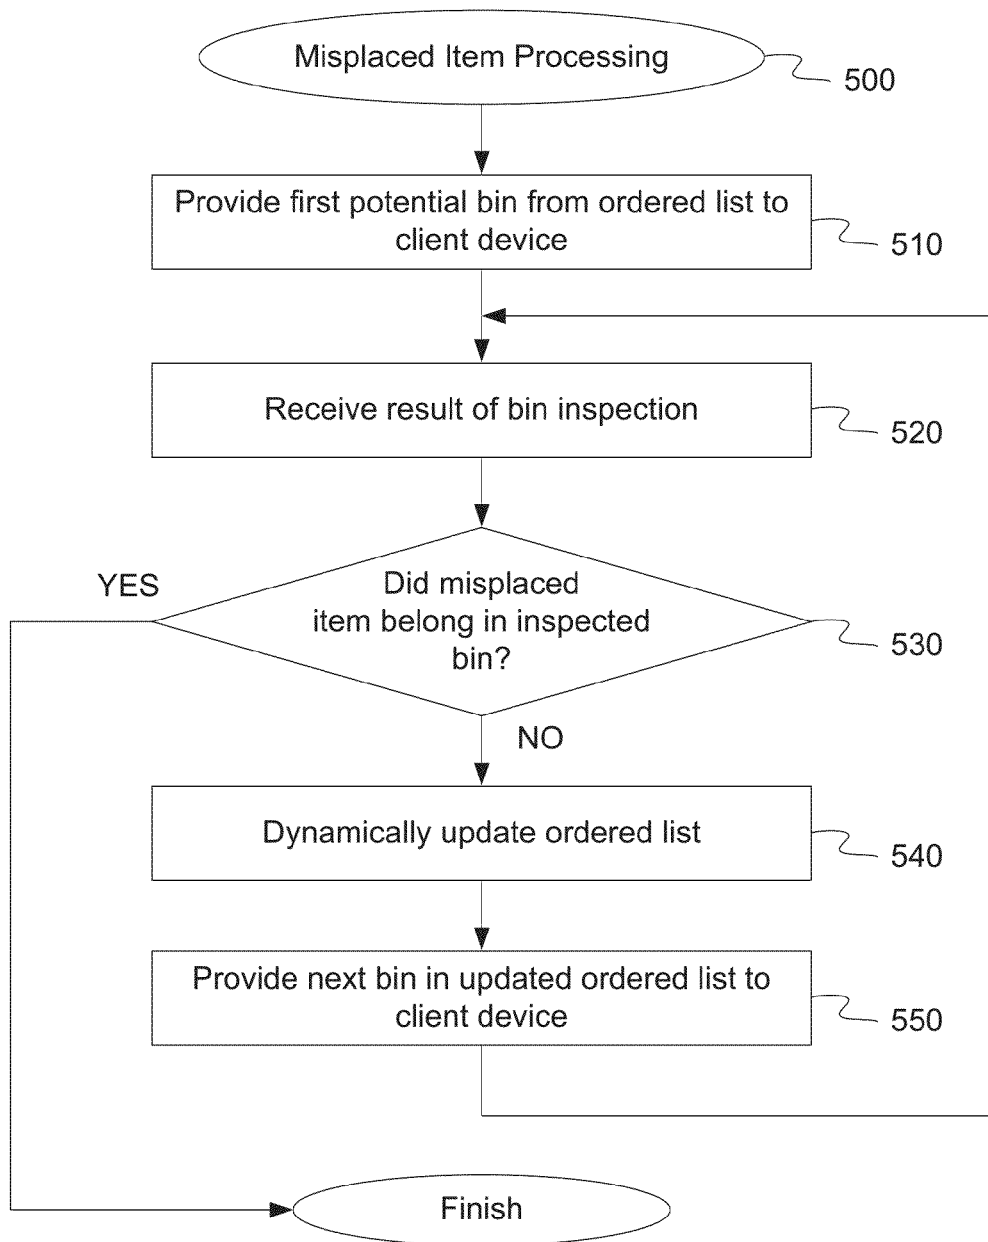 Misplaced Item Processing
500
Provide first potential bin from ordered list to
client device
510
Receive result of bin inspection
520
YES
Did misplaced
item belong in inspected
bin?
530
NO
Dynamically update ordered list
540
Provide next bin in updated ordered list to
client device
550
Finish